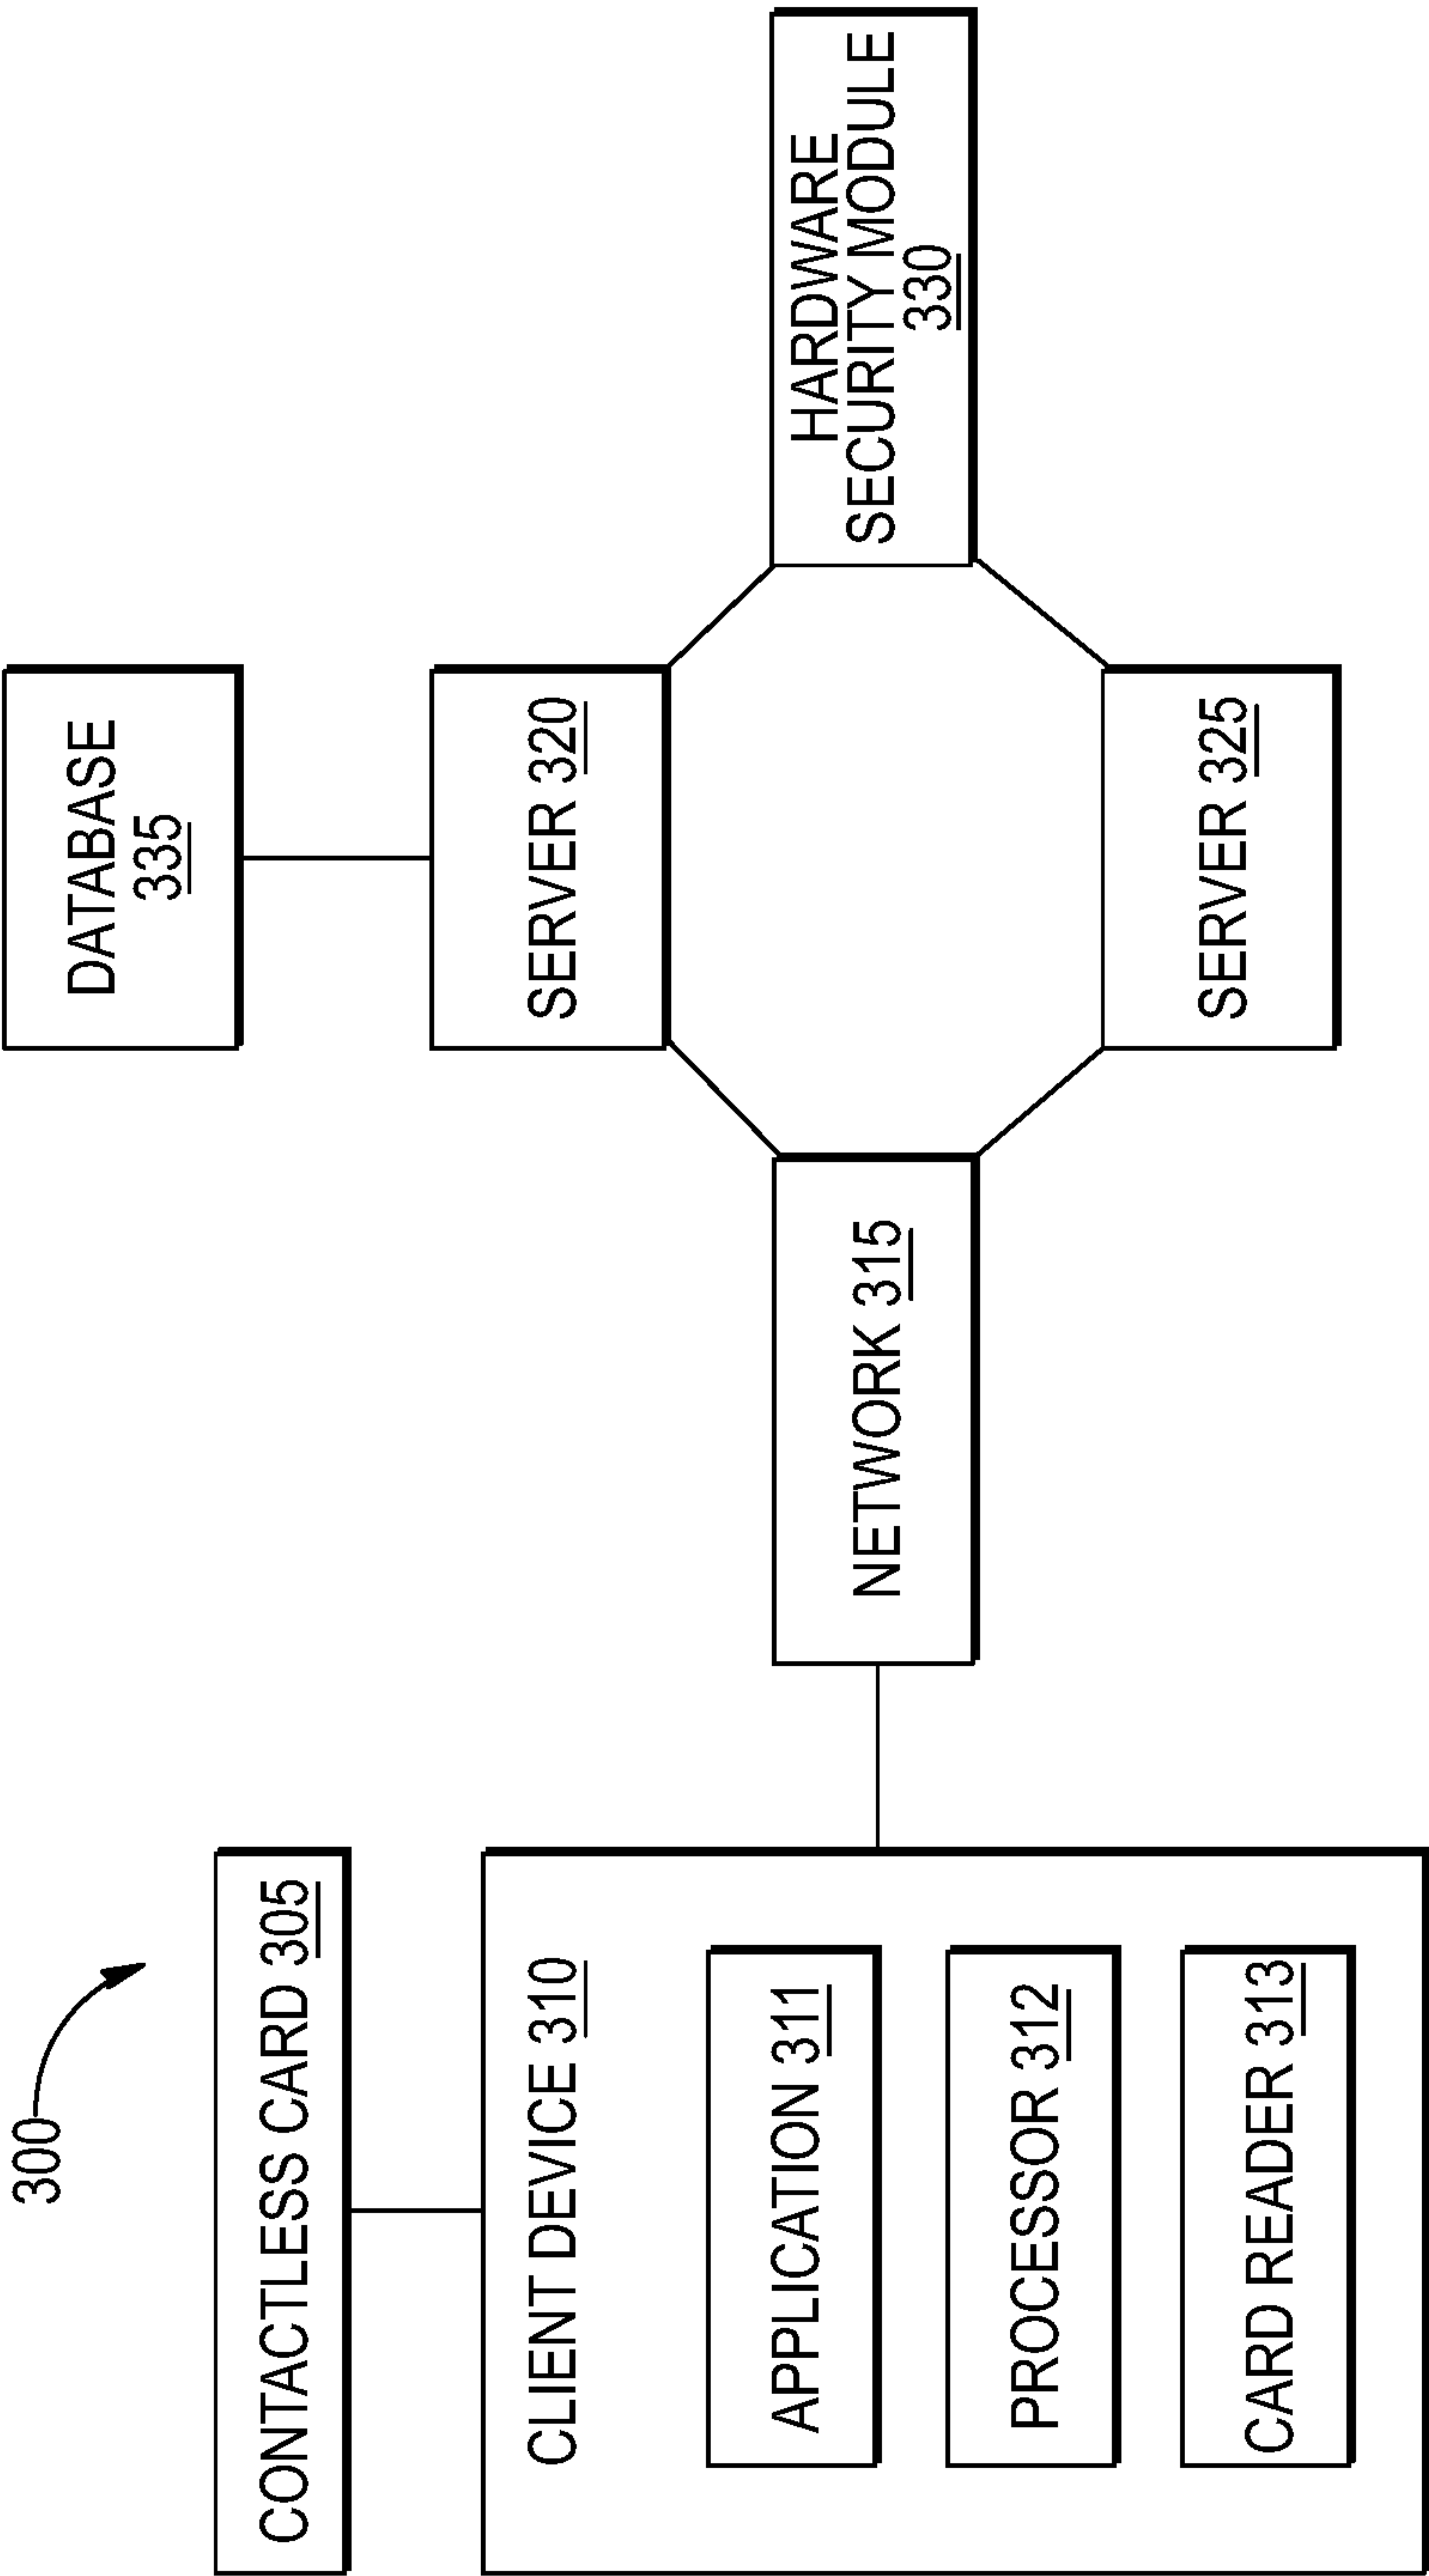 300
CONTACTLESS CARD 305
CLIENT DEVICE 310
APPLICATION 311
PROCESSOR 312
CARD READER 313
NETWORK 315
DATABASE
335
SERVER 320
SERVER 325
HARDWARE
SECURITY MODULE
330